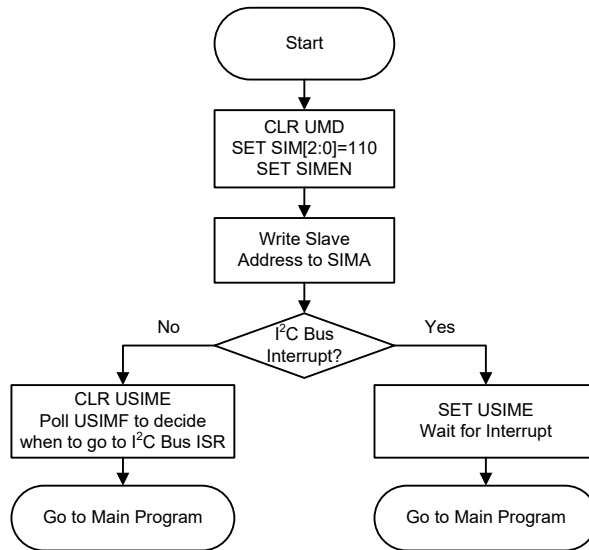 Start
CLR UMD
SET SIM[2:0]=110
SET SIMEN
Write Slave
Address to SIMA
I²C Bus
Interrupt?
No
Yes
CLR USIME
Poll USIMF to decide
when to go to I²C Bus ISR
SET USIME
Wait for Interrupt
Go to Main Program
Go to Main Program